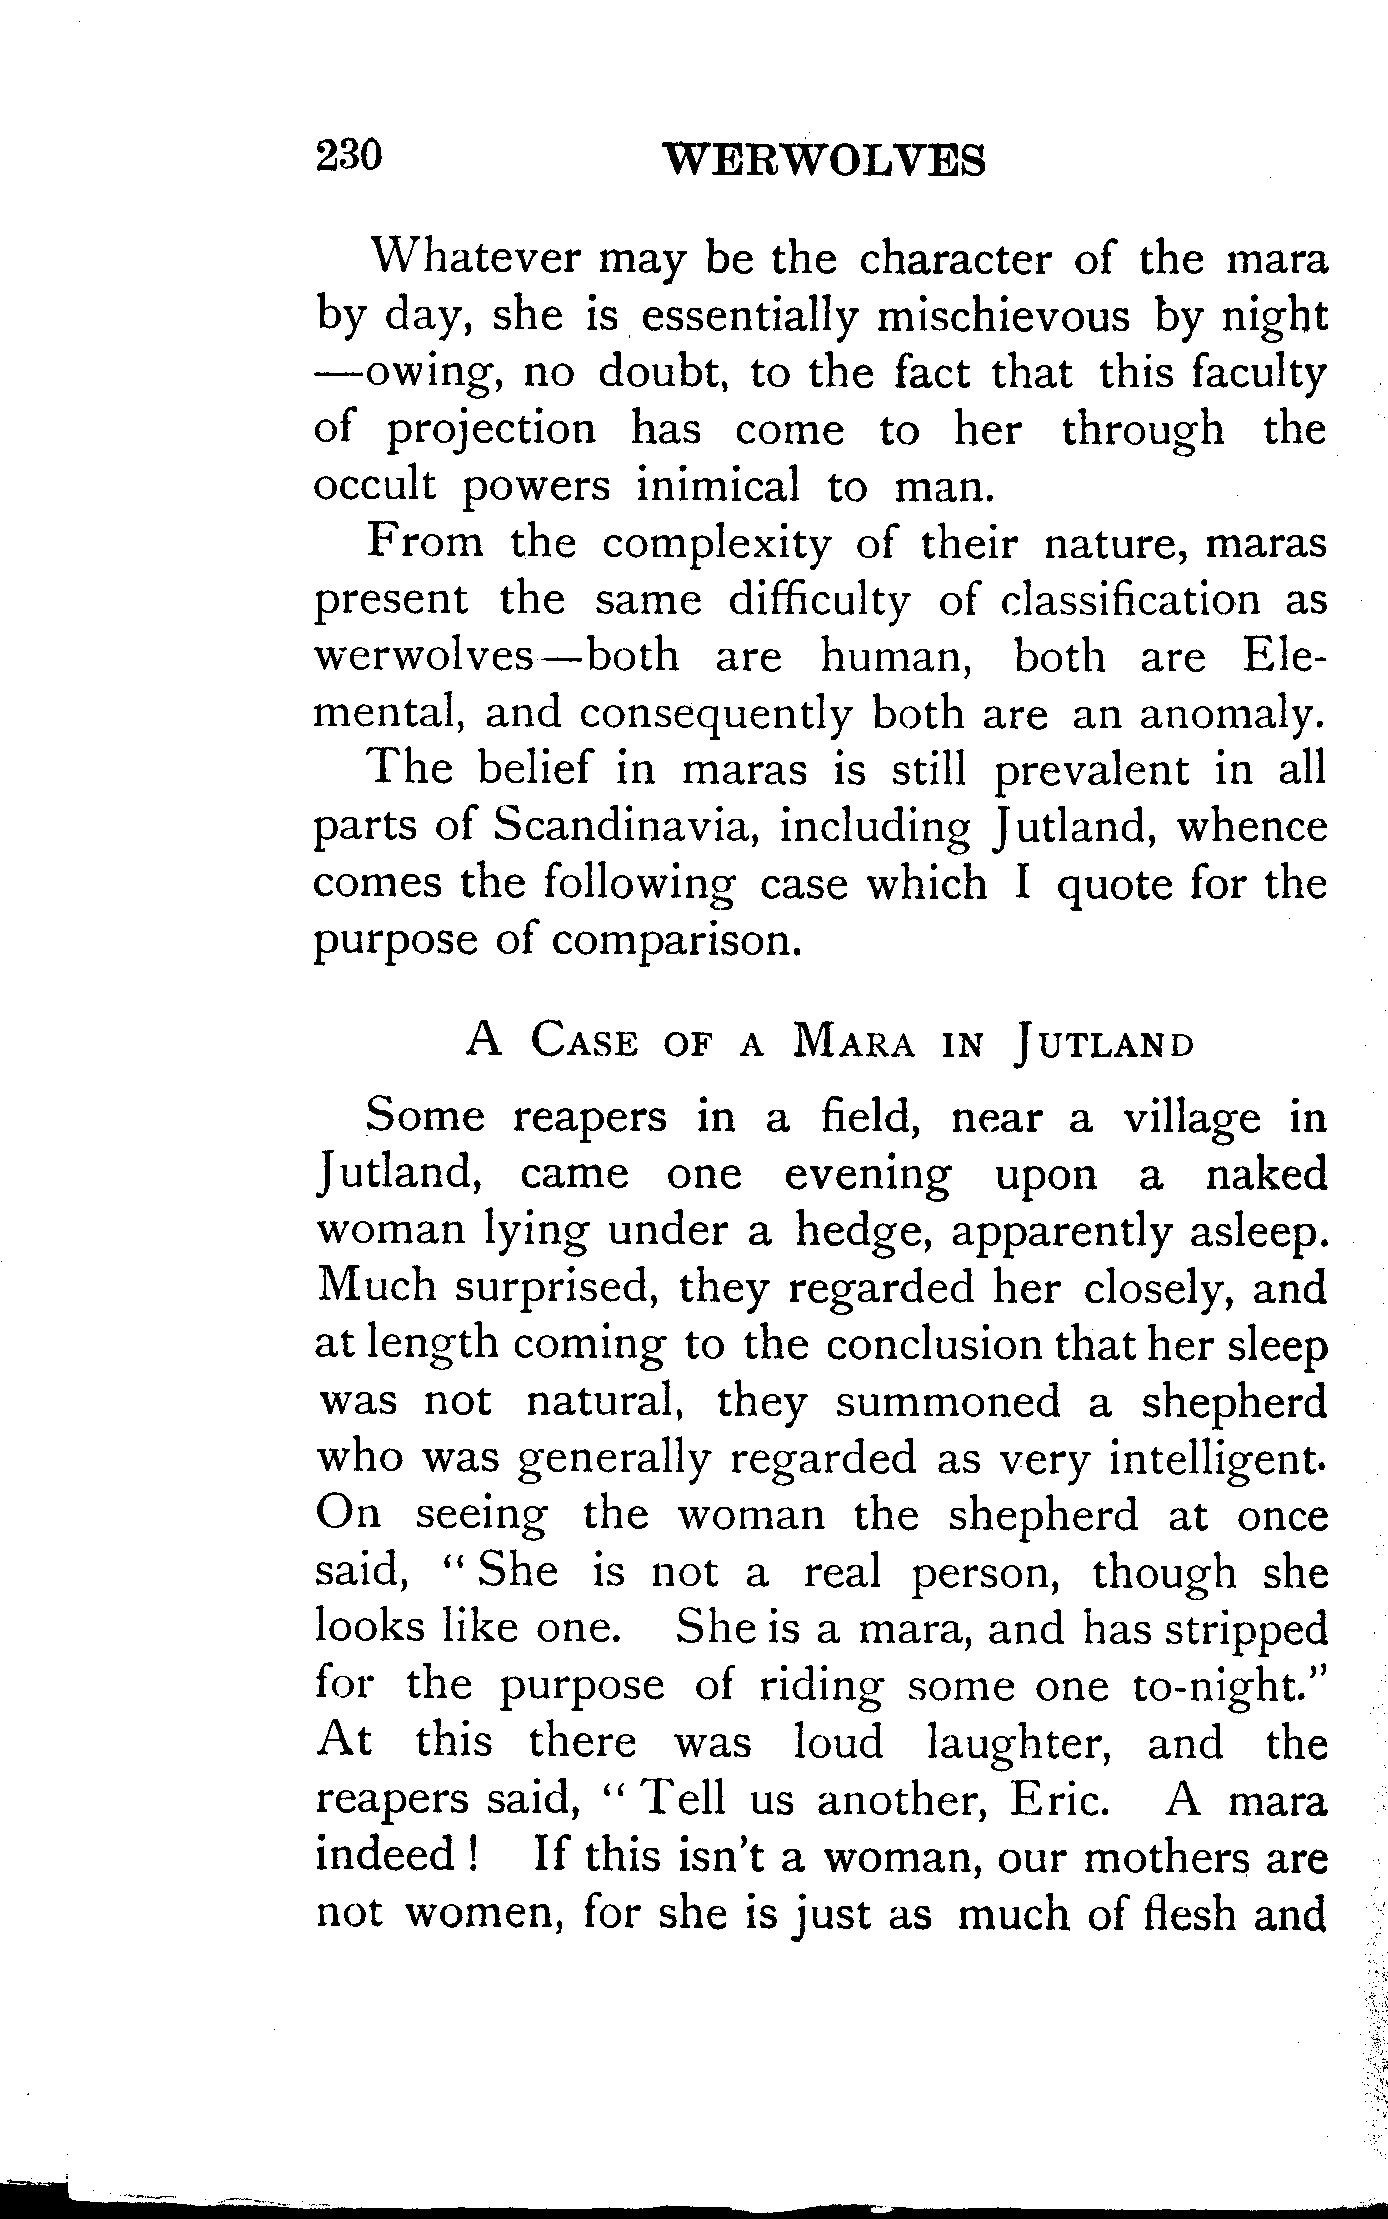 230 WERWOLVES
Whatever may be the character of the mara
by day, she is essentially mischievous by night
—owing, no doubt, to the fact that this faculty
of projection has come to her through the
occult powers inimical to man.
From the complexity of their nature, maras
present the same difficulty of classification as
werwolves—both are human, both are Ele-
mental, and consequently both are an anomaly.
The belief in maras is still prevalent in all
parts of Scandinavia, including Jutland, whence
comes the following case which I quote for the
purpose of comparison.
A CASE OF A MARA IN JUTLAND
Some reapers in a field, near a village in
Jutland, came one evening upon a naked
woman lying under a hedge, apparently asleep.
Much surprised, they regarded her closely, and
at length coming to the conclusion that her sleep
was not natural, they summoned a shepherd
who was generally regarded as very intelligent.
On seeing the woman the shepherd at once
said, “ She is not a real person, though she
looks like one. She is a mara, and has stripped
for the purpose of riding some one to-night.”
At this there was loud laughter, and the
reapers said, “ Tell us another, Eric. A mara
indeed ! If this isn’t a woman, our mothers are
not women, for she is just as much of flesh and